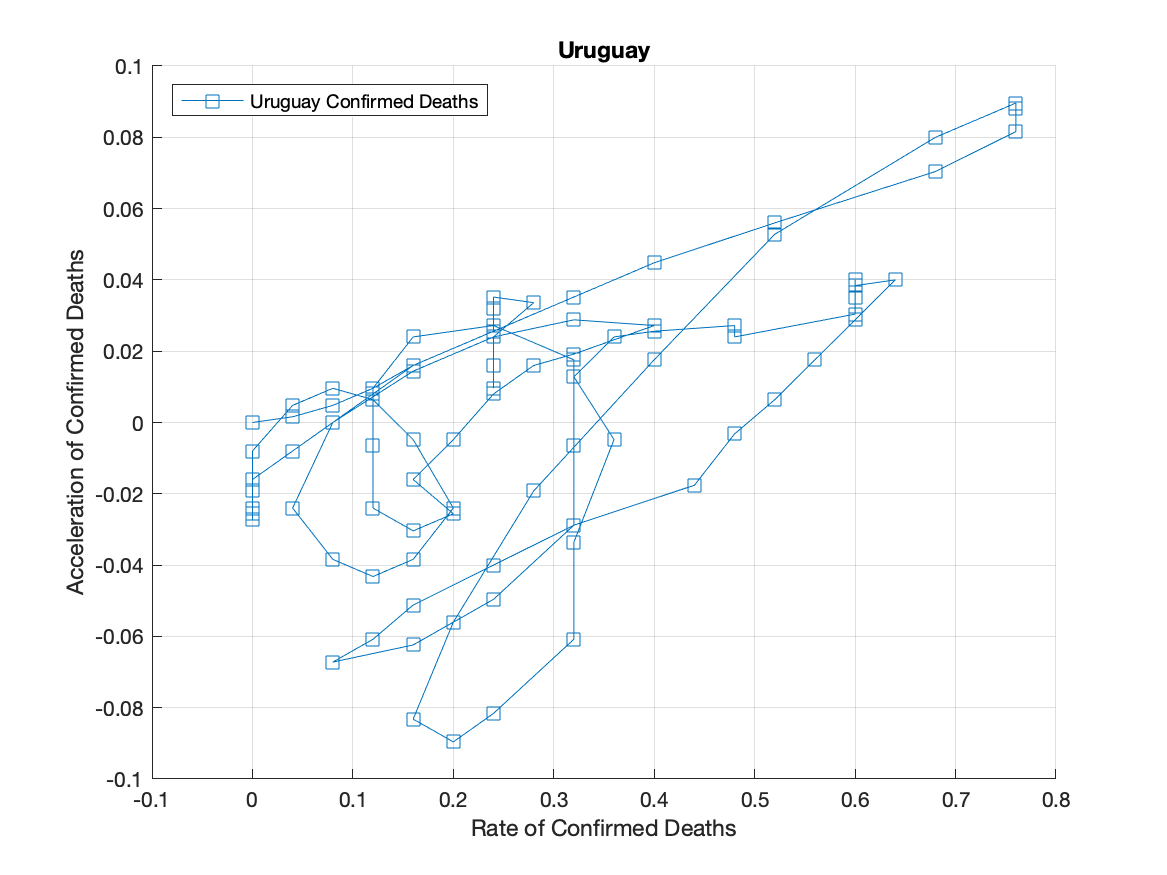 Uruguay
Uruguay Confirmed Deaths
Acceleration of Confirmed Deaths
0.1
0.08
0.06
0.04
0.02
0
-0.02
-0.04
-0.06
-0.08
-0.1
-0.1 0 0.1 0.2 0.3 0.4 0.5 0.6 0.7 0.8
Rate of Confirmed Deaths